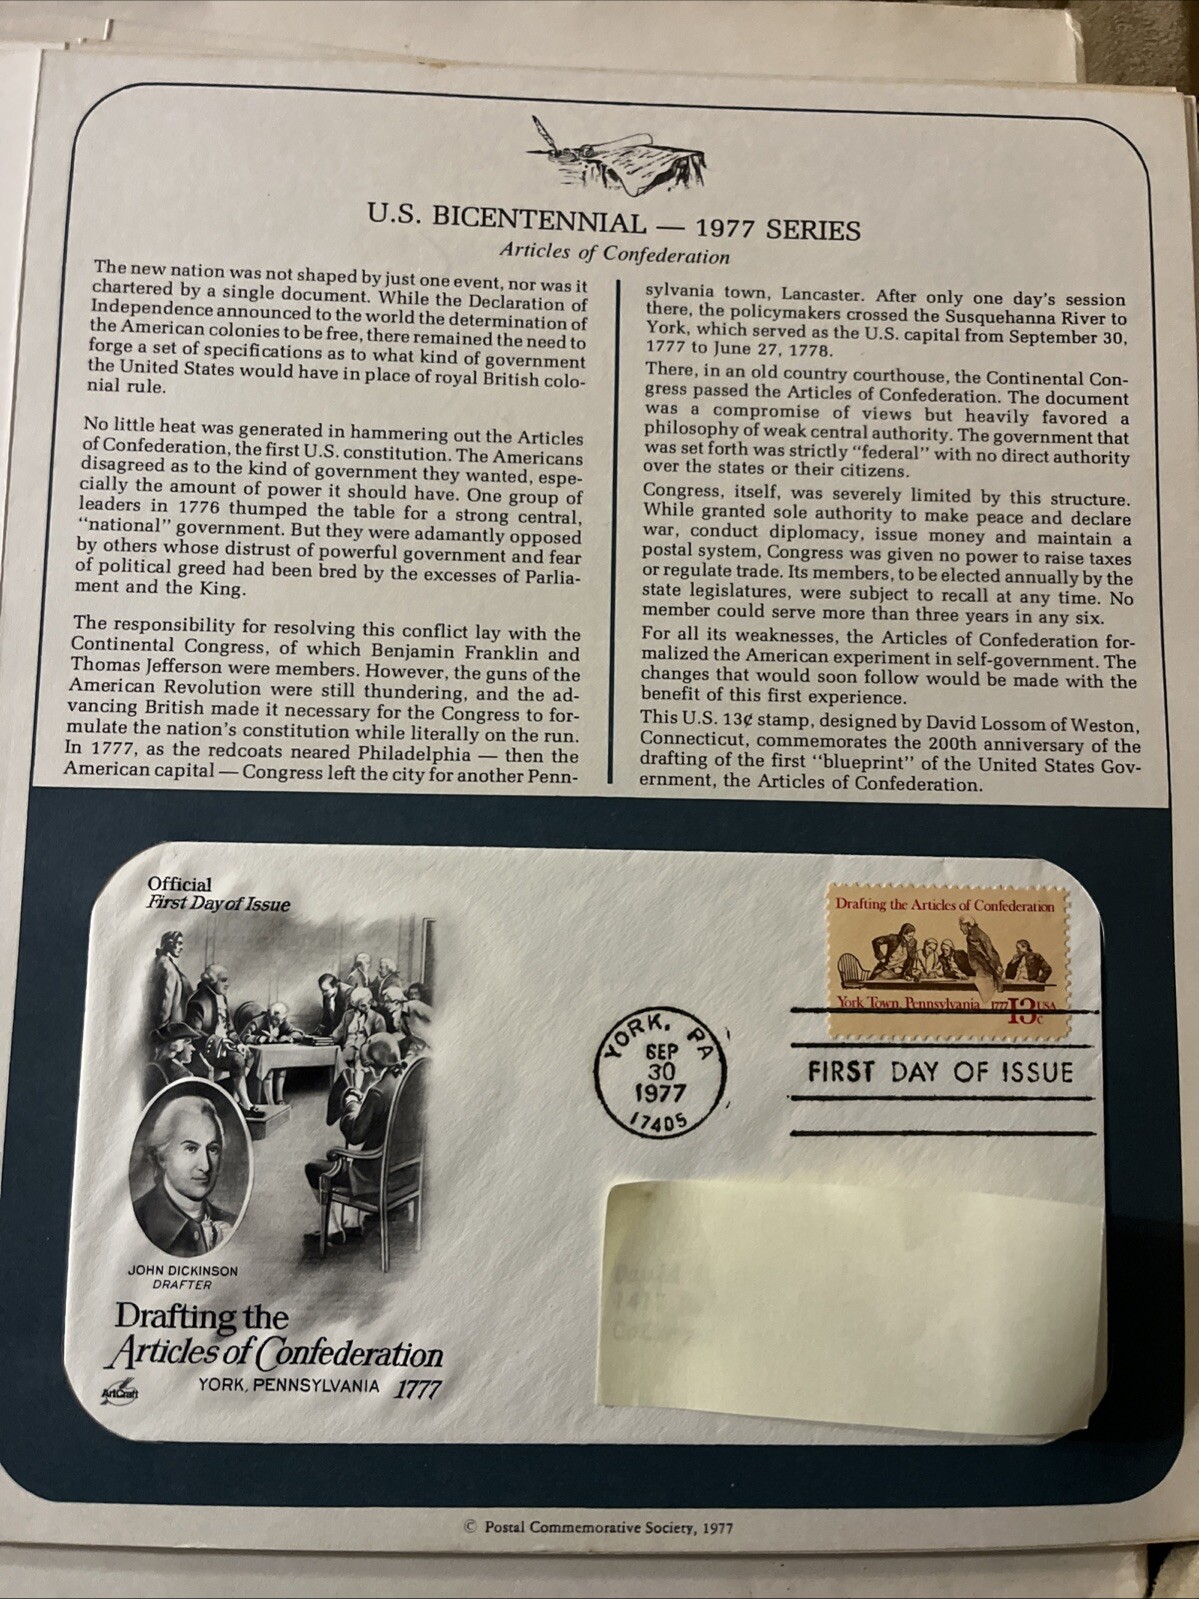 U.S. BICENTENNIAL — 1977 SERIES
Articles of Confederation
The new nation was not shaped by just one event, nor was it
chartered by a single document. While the Declaration of
Independence announced to the world the determination of
the American colonies to be free, there remained the need to
forge a set of specifications as to what kind of government
the United States would have in place of royal British colo-
nial rule.
No little heat was generated in hammering out the Articles
of Confederation, the first U.S. constitution. The Americans
disagreed as to the kind of government they wanted, espe-
cially the amount of power it should have. One group of
leaders in 1776 thumped the table for a strong central,
“national” government. But they were adamantly opposed
by others whose distrust of powerful government and fear
of political greed had been bred by the excesses of Parlia-
ment and the King.
The responsibility for resolving this conflict lay with the
Continental Congress, of which Benjamin Franklin and
Thomas Jefferson were members. However, the guns of the
American Revolution were still thundering, and the ad-
vancing British made it necessary for the Congress to for-
mulate the nation's constitution while literally on the run.
In 1777, as the redcoats neared Philadelphia — then the
American capital — Congress left the city for another Penn-
sylvania town, Lancaster. After only one day's session
there, the policymakers crossed the Susquehanna River to
York, which served as the U.S. capital from September 30,
1777 to June 27, 1778.
There, in an old country courthouse, the Continental Con-
gress passed the Articles of Confederation. The document
was a compromise of views but heavily favored a
philosophy of weak central authority. The government that
was set forth was strictly “federal” with no direct authority
over the states or their citizens.
Congress, itself, was severely limited by this structure.
While granted sole authority to make peace and declare
war, conduct diplomacy, issue money and maintain a
postal system, Congress was given no power to raise taxes
or regulate trade. Its members, to be elected annually by the
state legislatures, were subject to recall at any time. No
member could serve more than three years in any six.
For all its weaknesses, the Articles of Confederation for-
malized the American experiment in self-government. The
changes that would soon follow would be made with the
benefit of this first experience.
This U.S. 13¢ stamp, designed by David Lossom of Weston,
Connecticut, commemorates the 200th anniversary of the
drafting of the first “blueprint” of the United States Gov-
ernment, the Articles of Confederation.
Official
First Day of Issue
Drafting the Articles of Confederation
York Town, Pennsylvania 1777 13c USA
YORK, PA
SEP
30
1977
17405
FIRST DAY OF ISSUE
JOHN DICKINSON
DRAFTER
Drafting the
Articles of Confederation
YORK, PENNSYLVANIA 1777
ArtCraft
© Postal Commemorative Society, 1977